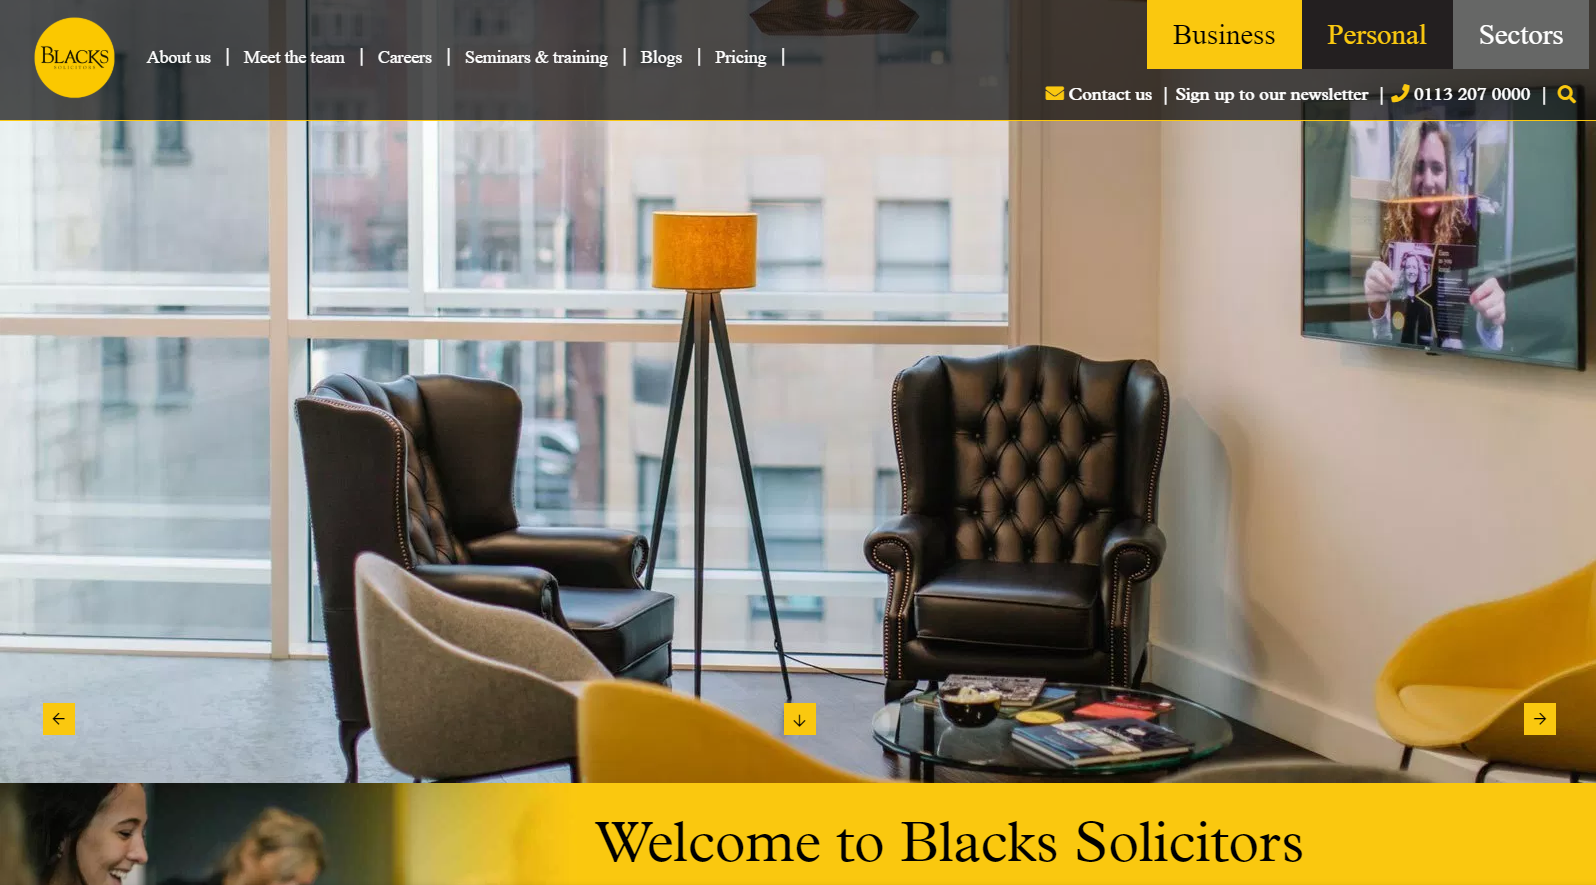 BLACKS
SOLICITORS
About us | Meet the team | Careers | Seminars & training | Blogs | Pricing |
Business Personal Sectors
Contact us | Sign up to our newsletter | 0113 207 0000 |
Welcome to Blacks Solicitors